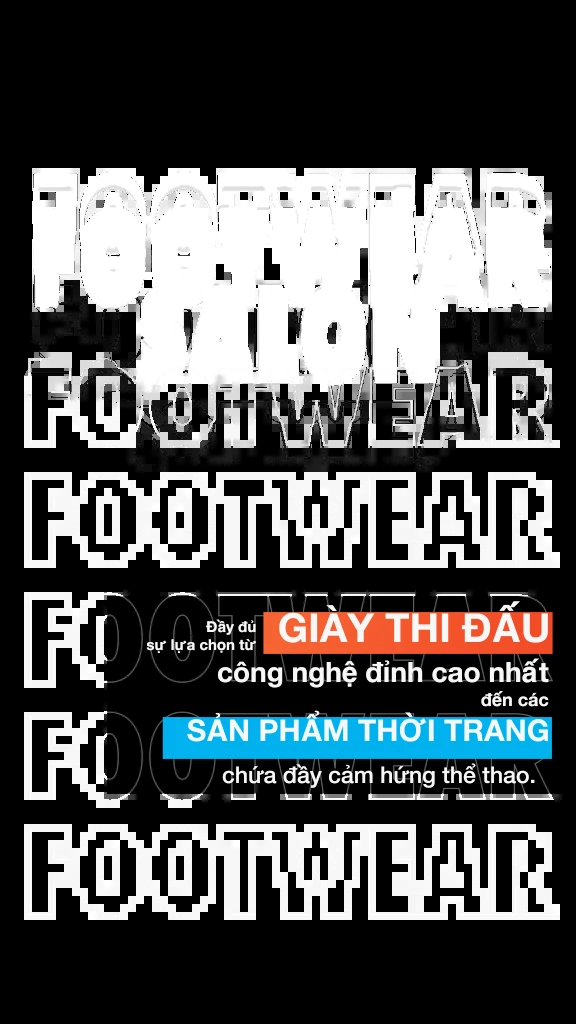 FOOTWEAR
SALON
FOOTWEAR
FOOTWEAR
FOOTWEAR
Đầy đủ
sự lựa chọn từ
GIÀY THI ĐẤU
công nghệ đỉnh cao nhất
đến các
SẢN PHẨM THỜI TRANG
FOOTWEAR
chứa đầy cảm hứng thể thao.
FOOTWEAR